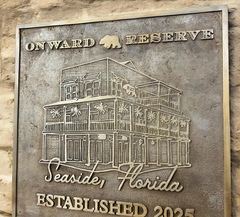 ONWARD RESERVE
Seaside, Florida
ESTABLISHED 2025